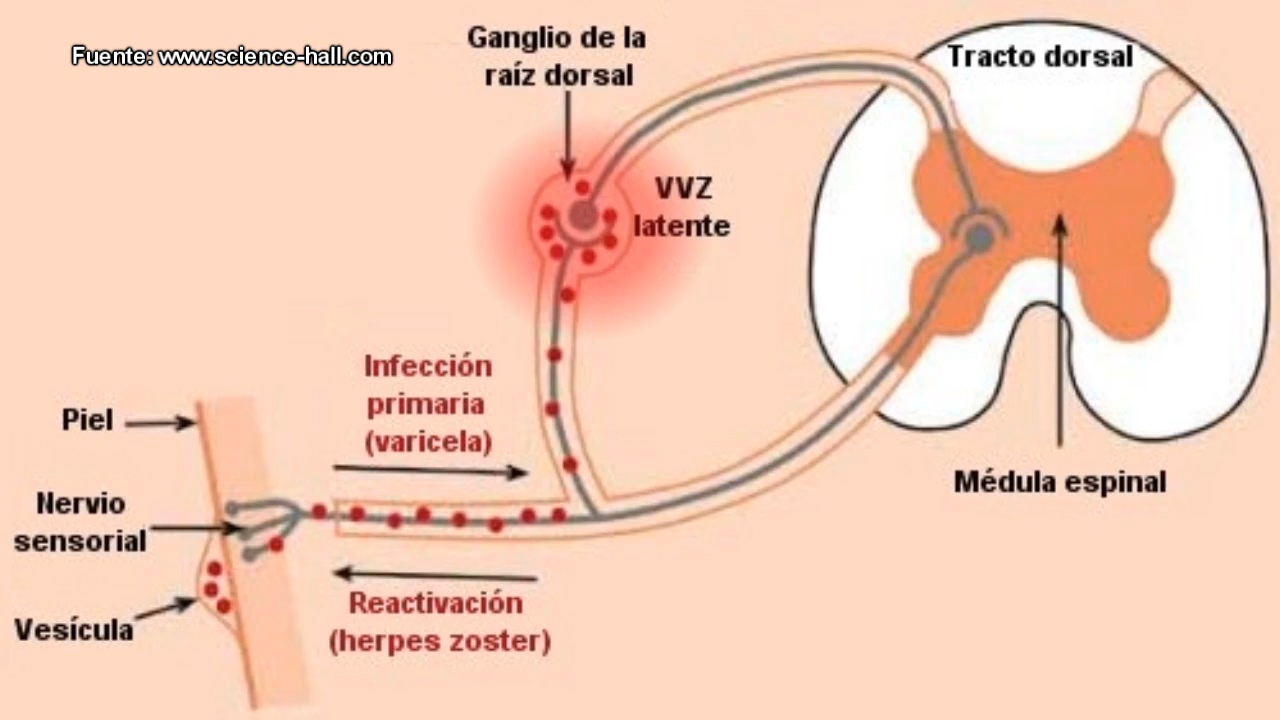 Fuente: www.science-hall.com
Ganglio de la
raíz dorsal
Tracto dorsal
VVZ
latente
Infección
primaria
(varicela)
Piel
Médula espinal
Nervio
sensorial
Reactivación
(herpes zoster)
Vesícula